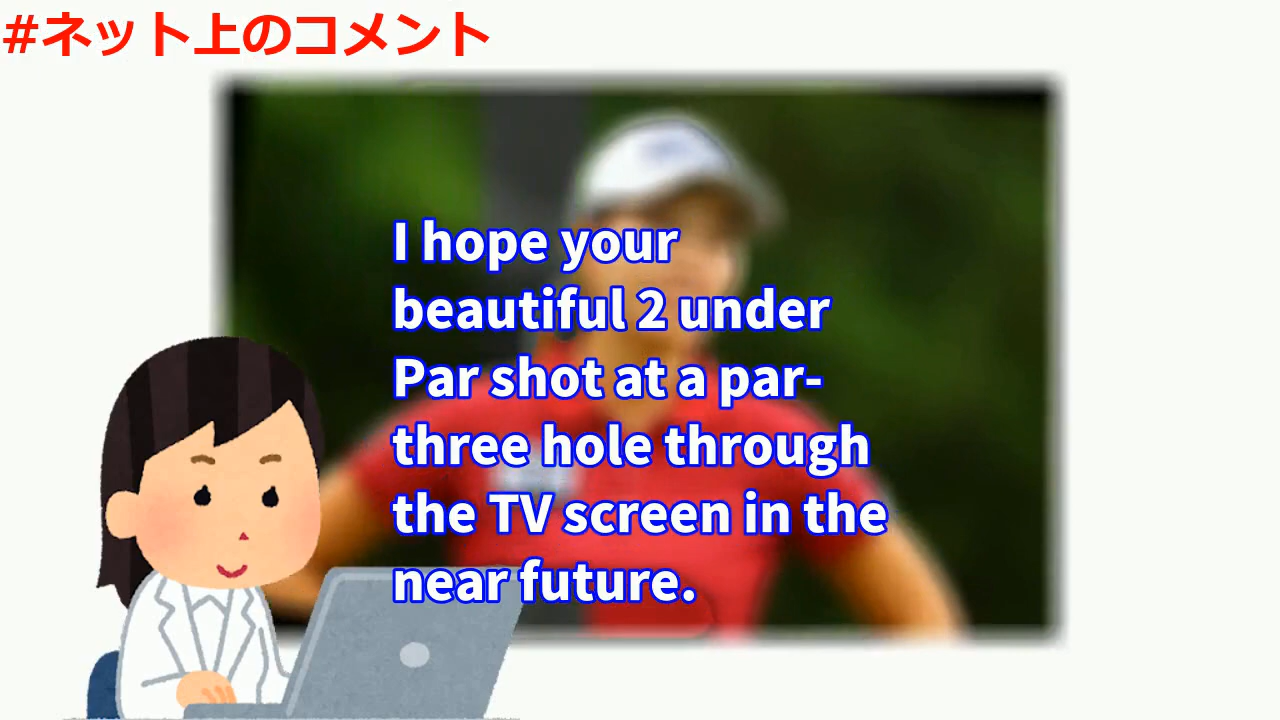 #ネット上のコメント
I hope your
beautiful 2 under
Par shot at a par-
three hole through
the TV screen in the
near future.